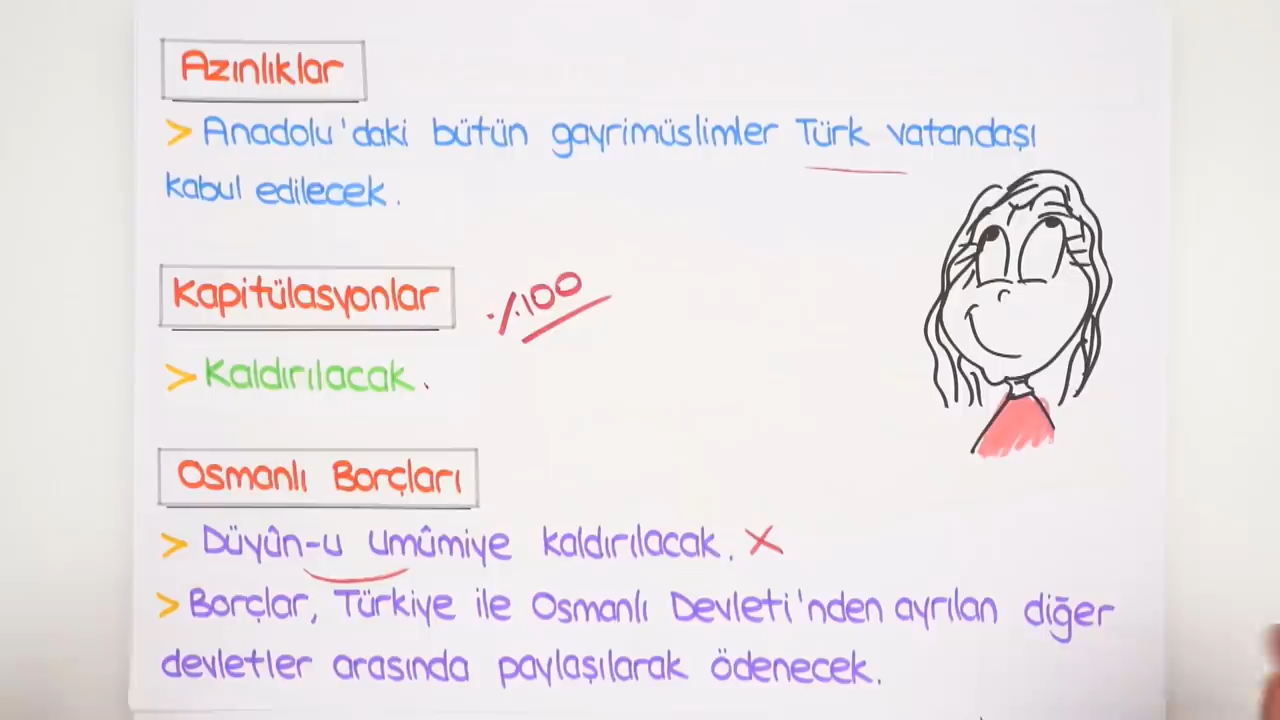 Azınlıklar
> Anadolu'daki bütün gayrimüslimler Türk vatandaşı
kabul edilecek.
Kapitülasyonlar
%100
> Kaldırılacak.
Osmanlı Borçları
> Düyûn-u Umûmiye kaldırılacak. X
> Borçlar, Türkiye ile Osmanlı Devleti'nden ayrılan diğer
devletler arasında paylaşılarak ödenecek.